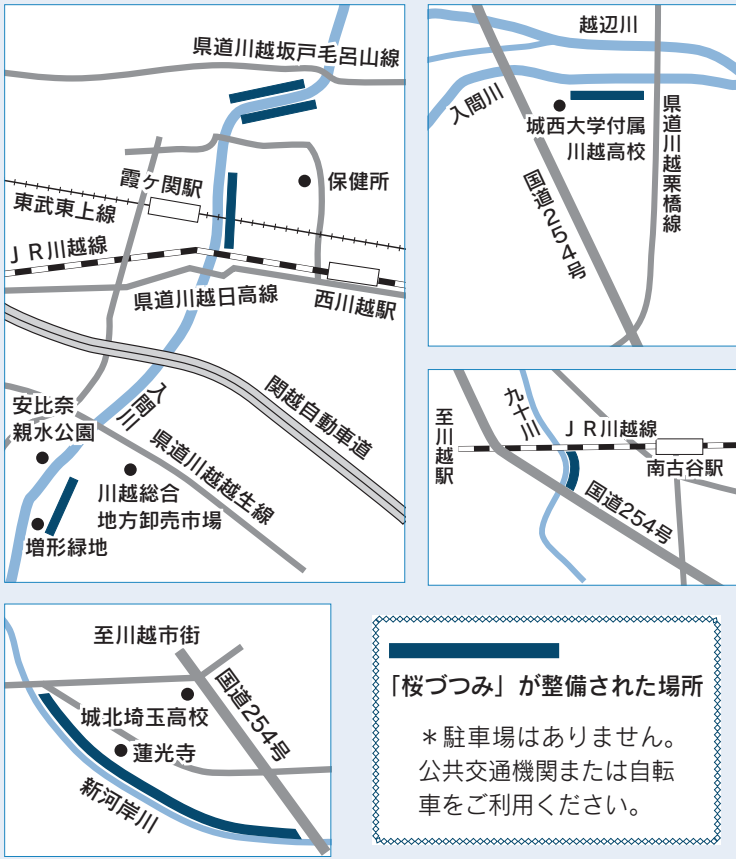 県道川越坂戸毛呂山線
霞ヶ関駅
保健所
東武東上線
ＪＲ川越線
県道川越日高線
西川越駅
入間川
関越自動車道
安比奈
親水公園
県道川越越生線
川越総合
地方卸売市場
増形緑地
越辺川
入間川
城西大学付属
川越高校
県道川越栗橋線
国道254号
九十川
ＪＲ川越線
至川越駅
南古谷駅
国道254号
至川越市街
国道254号
城北埼玉高校
蓮光寺
新河岸川
「桜づつみ」が整備された場所
＊駐車場はありません。
公共交通機関または自転
車をご利用ください。